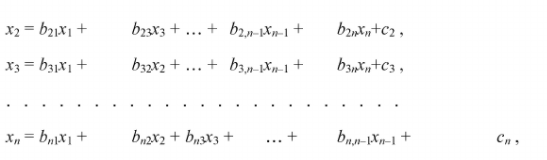 x₂ = b₂₁x₁ + b₂₃x₃ + … + b₂,ₙ₋₁xₙ₋₁ + b₂ₙxₙ+c₂ ,
x₃ = b₃₁x₁ + b₃₂x₂ + … + b₃,ₙ₋₁xₙ₋₁ + b₃ₙxₙ+c₃ ,
. . . . . . . . . . . . . . . . . . . . . . . . . . .
xₙ = bₙ₁x₁ + bₙ₂x₂ + bₙ₃x₃ + … + bₙ,ₙ₋₁xₙ₋₁ + cₙ ,